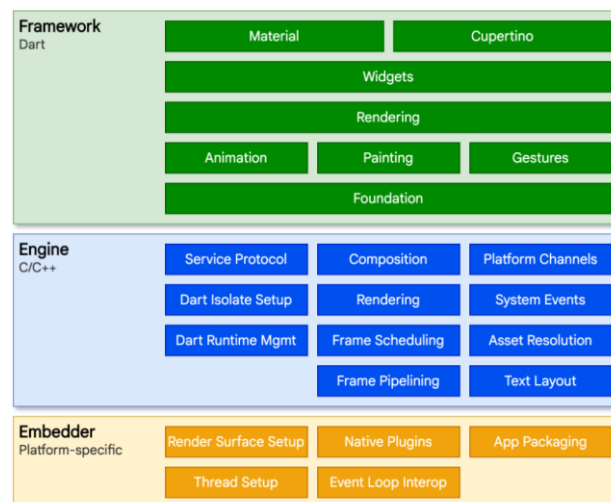 Framework
Dart
Material
Cupertino
Widgets
Rendering
Animation
Painting
Gestures
Foundation
Engine
C/C++
Service Protocol
Composition
Platform Channels
Dart Isolate Setup
Rendering
System Events
Dart Runtime Mgmt
Frame Scheduling
Asset Resolution
Frame Pipelining
Text Layout
Embedder
Platform-specific
Render Surface Setup
Native Plugins
App Packaging
Thread Setup
Event Loop Interop